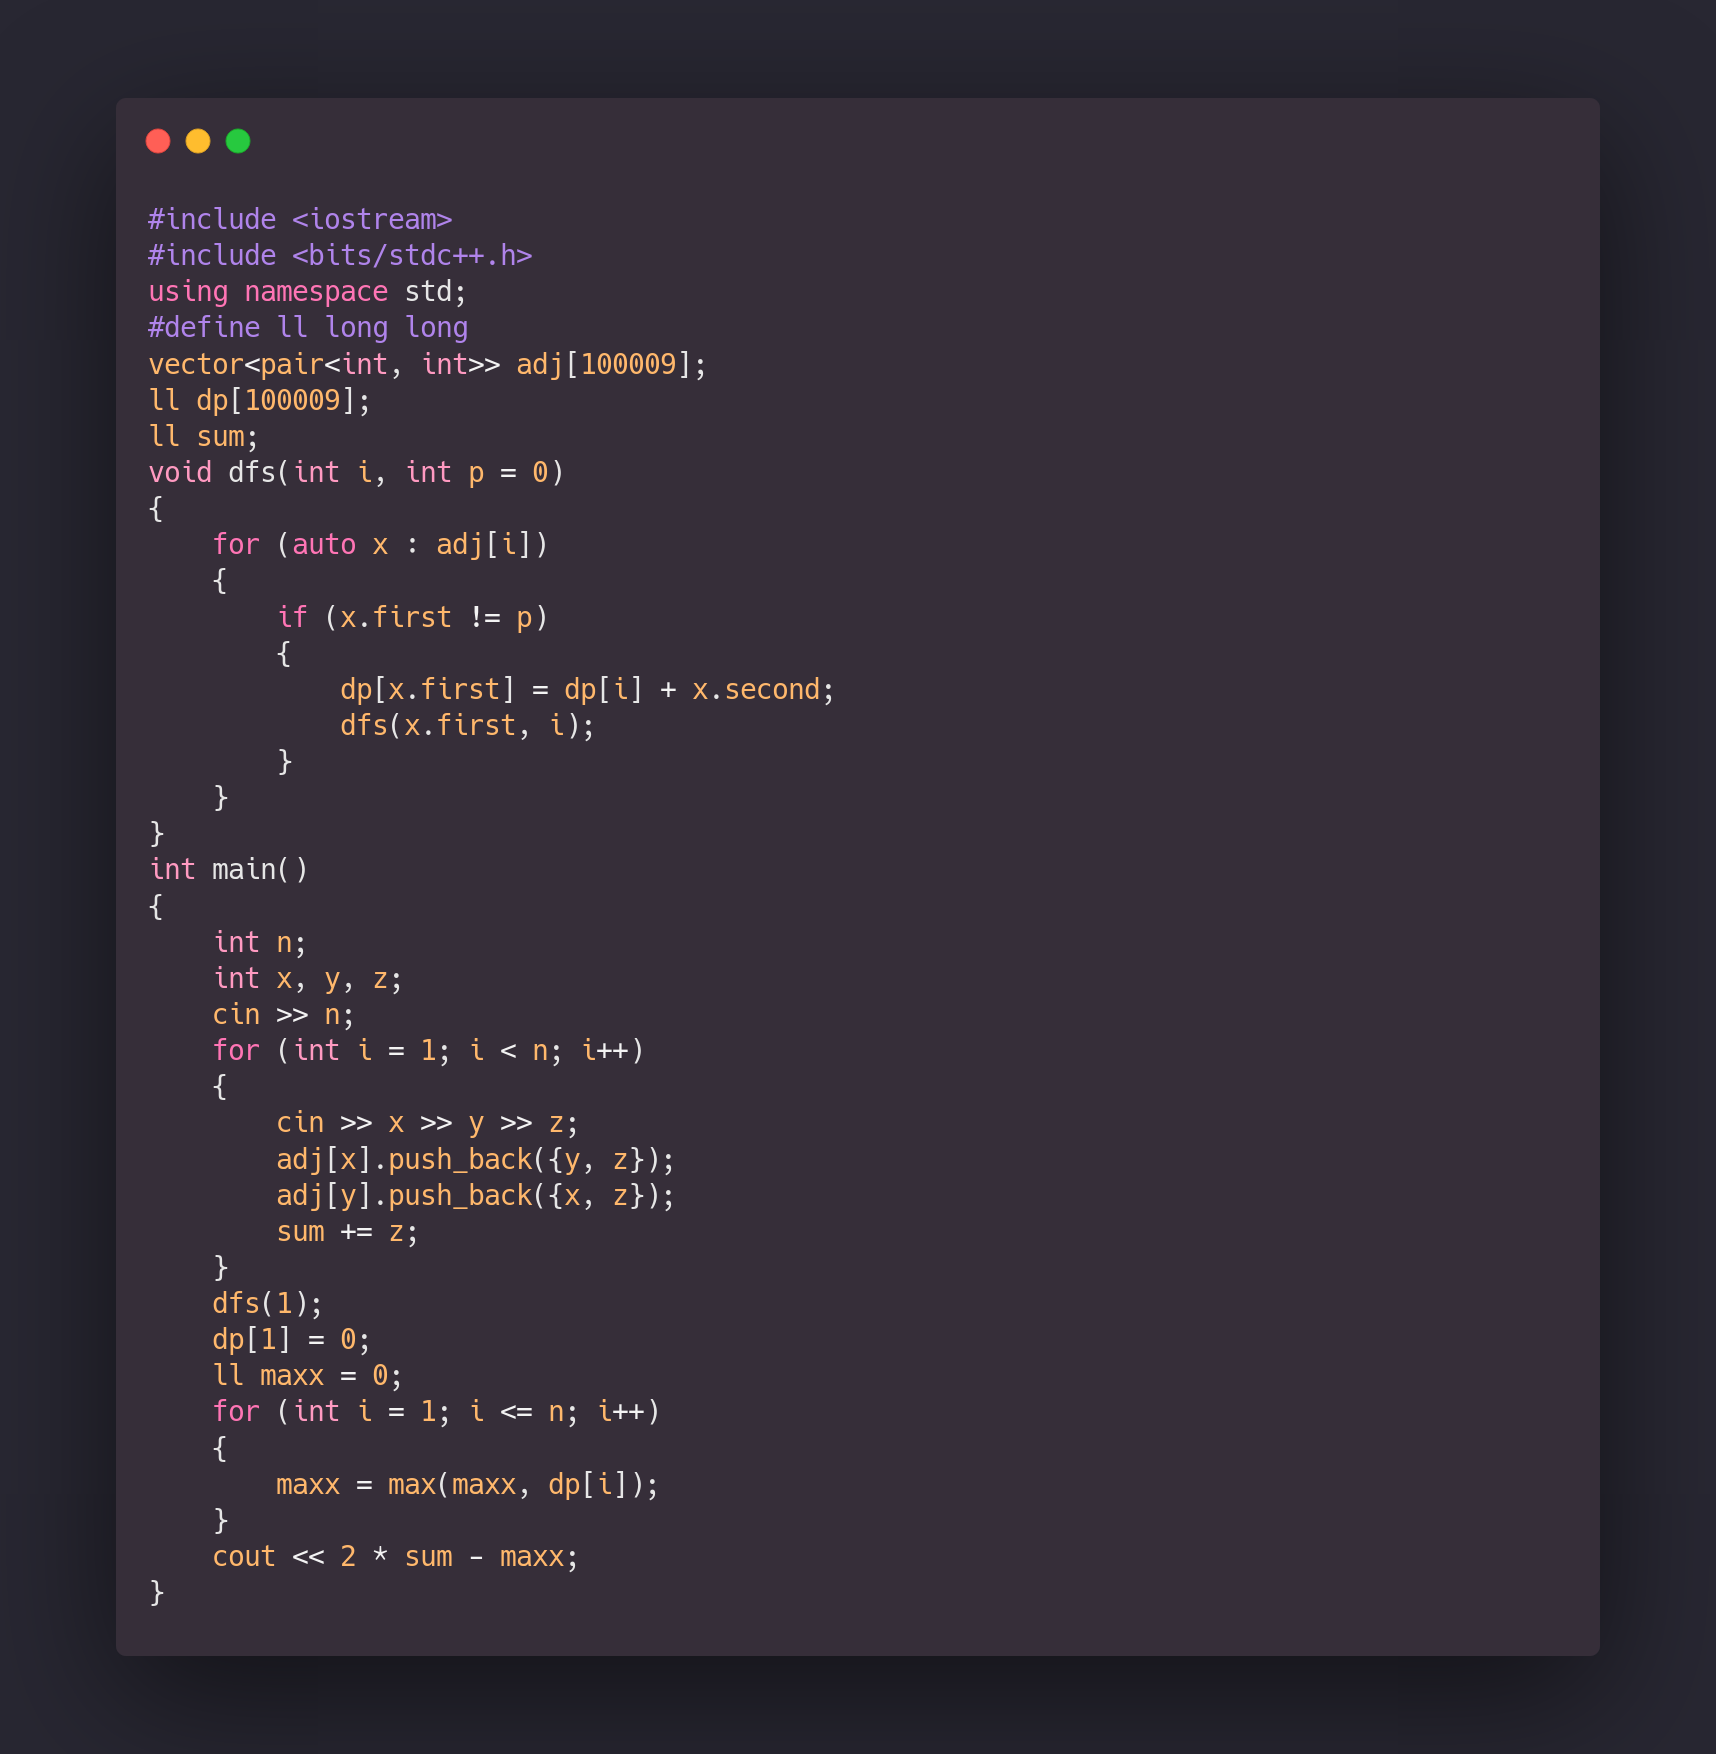 #include <iostream>
#include <bits/stdc++.h>
using namespace std;
#define ll long long
vector<pair<int, int>> adj[100009];
ll dp[100009];
ll sum;
void dfs(int i, int p = 0)
{
    for (auto x : adj[i])
    {
        if (x.first != p)
        {
            dp[x.first] = dp[i] + x.second;
            dfs(x.first, i);
        }
    }
}
int main()
{
    int n;
    int x, y, z;
    cin >> n;
    for (int i = 1; i < n; i++)
    {
        cin >> x >> y >> z;
        adj[x].push_back({y, z});
        adj[y].push_back({x, z});
        sum += z;
    }
    dfs(1);
    dp[1] = 0;
    ll maxx = 0;
    for (int i = 1; i <= n; i++)
    {
        maxx = max(maxx, dp[i]);
    }
    cout << 2 * sum - maxx;
}